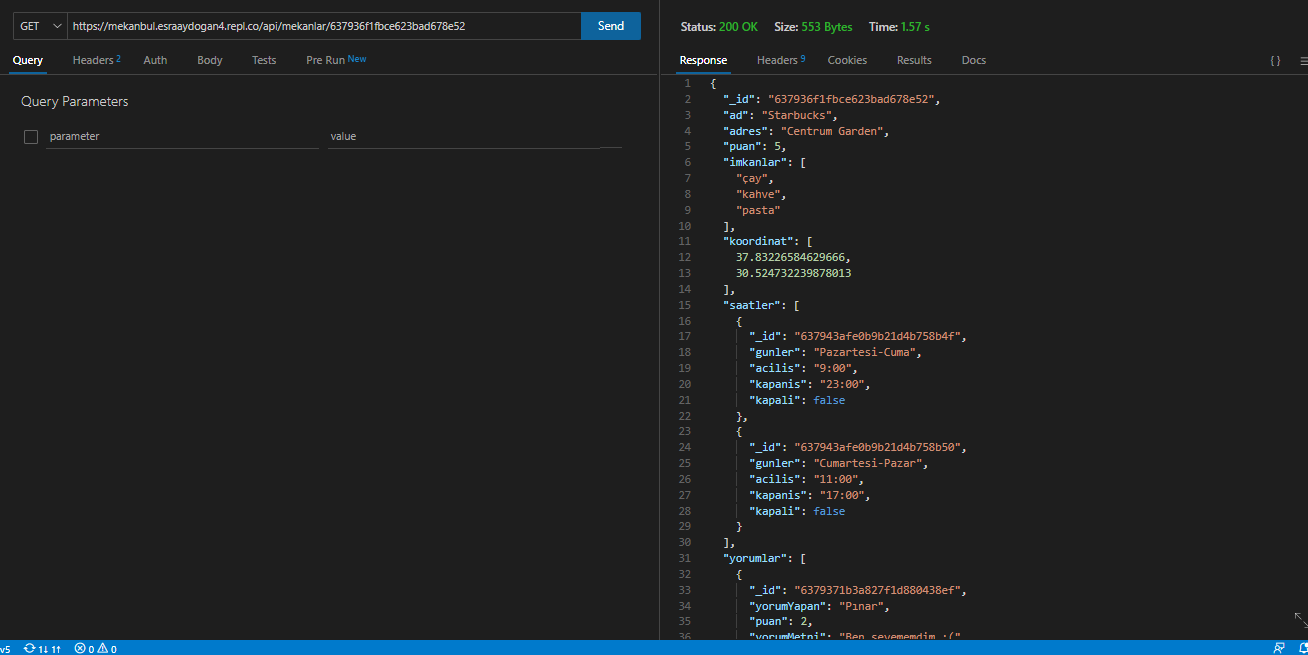 GET https://mekanbul.esraaydogan4.repl.co/api/mekanlar/637936f1fbce623bad678e52 Send
Query Headers 2 Auth Body Tests Pre Run New
Query Parameters
parameter value
Status: 200 OK Size: 553 Bytes Time: 1.57 s
Response Headers 9 Cookies Results Docs { }
1 {
2 "_id": "637936f1fbce623bad678e52",
3 "ad": "Starbucks",
4 "adres": "Centrum Garden",
5 "puan": 5,
6 "imkanlar": [
7 "çay",
8 "kahve",
9 "pasta"
10 ],
11 "koordinat": [
12 37.83226584629666,
13 30.524732239878013
14 ],
15 "saatler": [
16 {
17 "_id": "637943afe0b9b21d4b758b4f",
18 "gunler": "Pazartesi-Cuma",
19 "acilis": "9:00",
20 "kapanis": "23:00",
21 "kapali": false
22 },
23 {
24 "_id": "637943afe0b9b21d4b758b50",
25 "gunler": "Cumartesi-Pazar",
26 "acilis": "11:00",
27 "kapanis": "17:00",
28 "kapali": false
29 }
30 ],
31 "yorumlar": [
32 {
33 "_id": "6379371b3a827f1d880438ef",
34 "yorumYapan": "Pınar",
35 "puan": 2,
36 "yorumMetni": "Ben sevememdim :("
v5 1↓ 1↑ 0 0